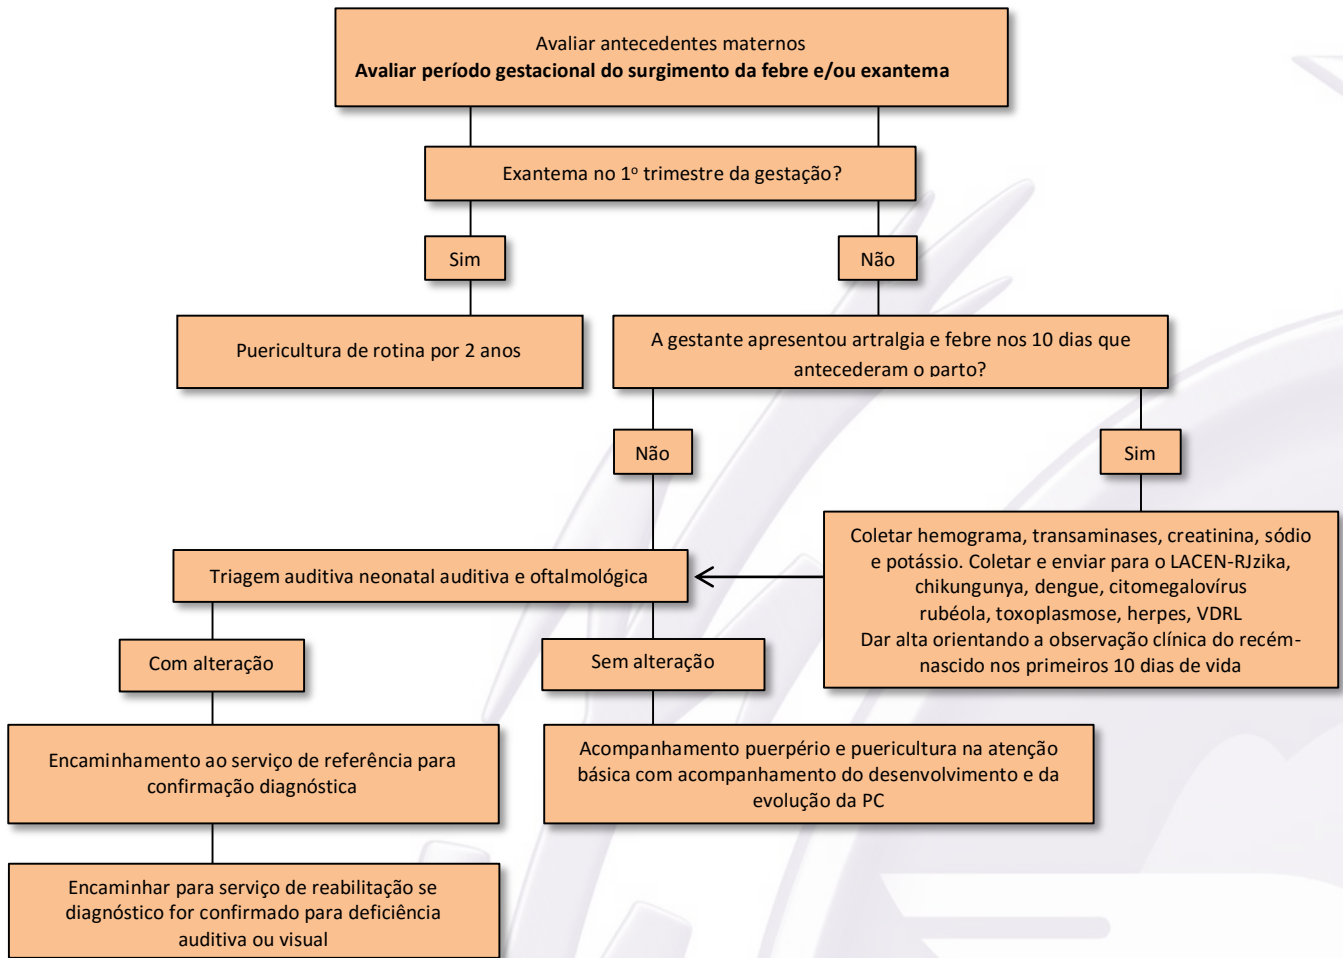 Avaliar antecedentes maternos
Avaliar período gestacional do surgimento da febre e/ou exantema
Exantema no 1º trimestre da gestação?
Sim
Não
Puericultura de rotina por 2 anos
A gestante apresentou artralgia e febre nos 10 dias que
antecederam o parto?
Não
Sim
Coletar hemograma, transaminases, creatinina, sódio
e potássio. Coletar e enviar para o LACEN-RJzika,
chikungunya, dengue, citomegalovírus
rubéola, toxoplasmose, herpes, VDRL
Dar alta orientando a observação clínica do recém-
nascido nos primeiros 10 dias de vida
Triagem auditiva neonatal auditiva e oftalmológica
Com alteração
Sem alteração
Encaminhamento ao serviço de referência para
confirmação diagnóstica
Acompanhamento puerpério e puericultura na atenção
básica com acompanhamento do desenvolvimento e da
evolução da PC
Encaminhar para serviço de reabilitação se
diagnóstico for confirmado para deficiência
auditiva ou visual